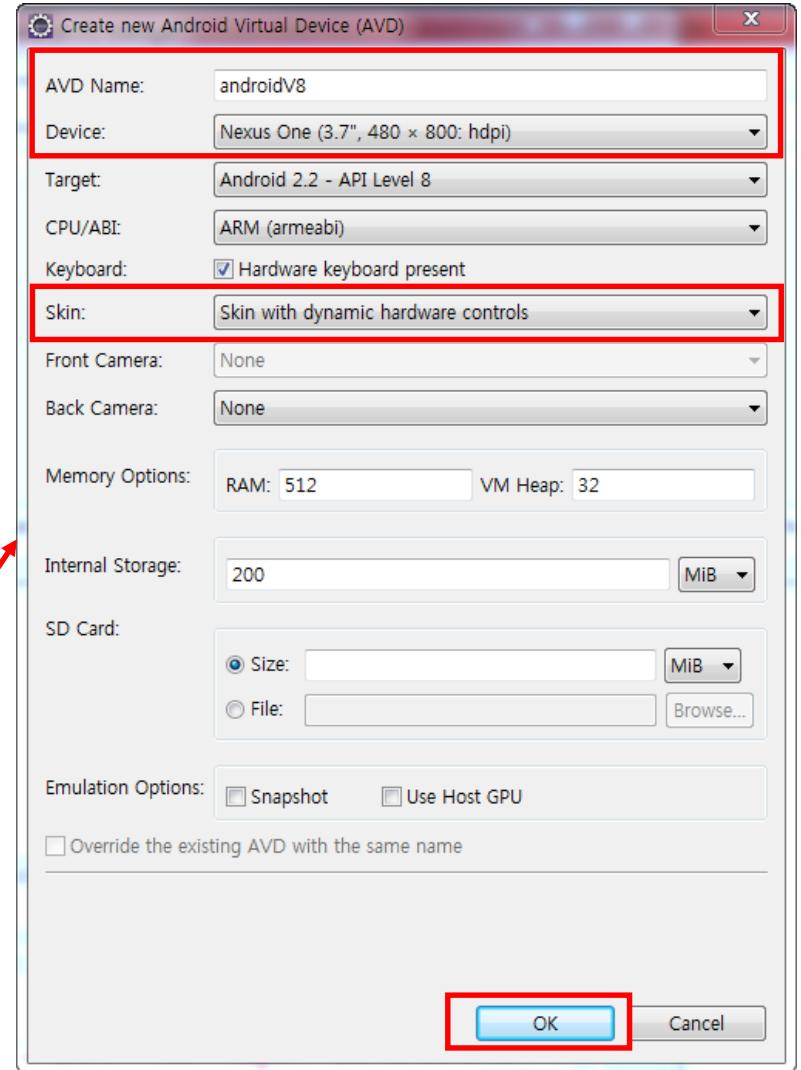 Create new Android Virtual Device (AVD)
AVD Name: androidV8
Device: Nexus One (3.7", 480 × 800: hdpi)
Target: Android 2.2 - API Level 8
CPU/ABI: ARM (armeabi)
Keyboard: Hardware keyboard present
Skin: Skin with dynamic hardware controls
Front Camera: None
Back Camera: None
Memory Options: RAM: 512 VM Heap: 32
Internal Storage: 200 MiB
SD Card:
Size: MiB
File: Browse...
Emulation Options: Snapshot Use Host GPU
Override the existing AVD with the same name
OK Cancel